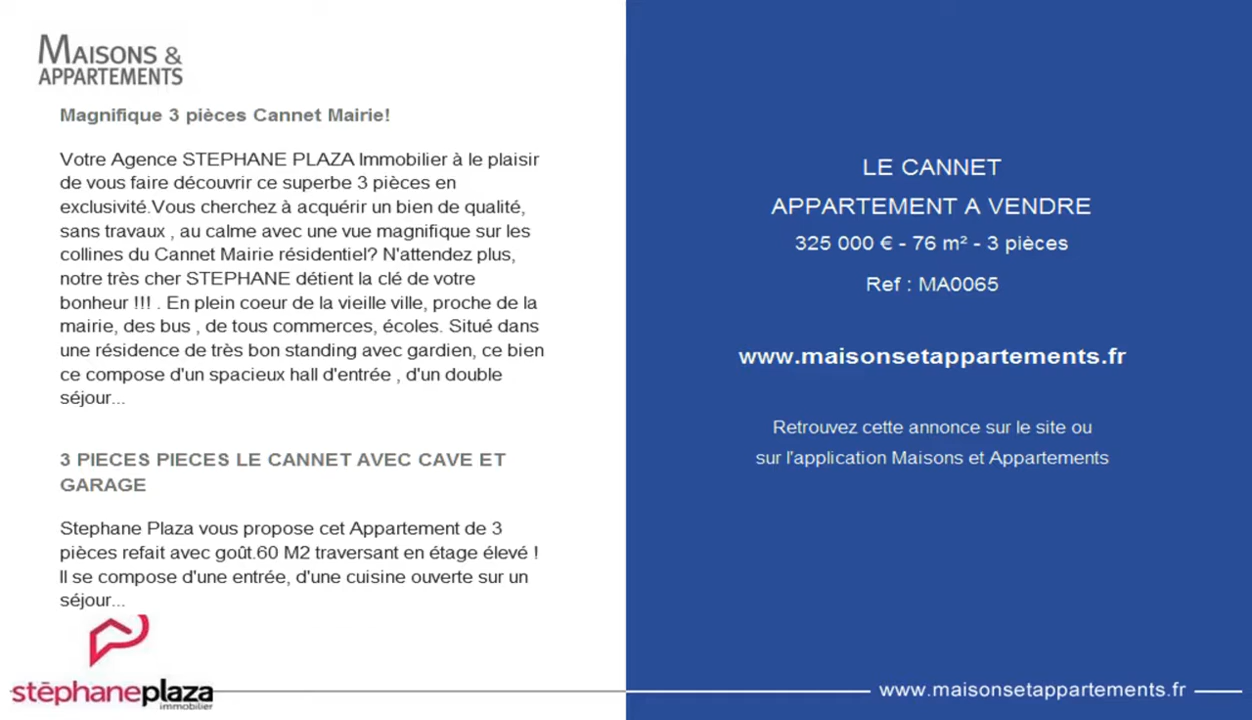 MAISONS &
APPARTEMENTS
Magnifique 3 pièces Cannet Mairie!
Votre Agence STEPHANE PLAZA Immobilier à le plaisir
de vous faire découvrir ce superbe 3 pièces en
exclusivité.Vous cherchez à acquérir un bien de qualité,
sans travaux , au calme avec une vue magnifique sur les
collines du Cannet Mairie résidentiel? N'attendez plus,
notre très cher STEPHANE détient la clé de votre
bonheur !!! . En plein coeur de la vieille ville, proche de la
mairie, des bus , de tous commerces, écoles. Situé dans
une résidence de très bon standing avec gardien, ce bien
ce compose d'un spacieux hall d'entrée , d'un double
séjour...
3 PIECES PIECES LE CANNET AVEC CAVE ET
GARAGE
Stephane Plaza vous propose cet Appartement de 3
pièces refait avec goût.60 M2 traversant en étage élevé !
Il se compose d'une entrée, d'une cuisine ouverte sur un
séjour...
stéphaneplaza
immobilier
LE CANNET
APPARTEMENT A VENDRE
325 000 € - 76 m² - 3 pièces
Ref : MA0065
www.maisonsetappartements.fr
Retrouvez cette annonce sur le site ou
sur l'application Maisons et Appartements
www.maisonsetappartements.fr